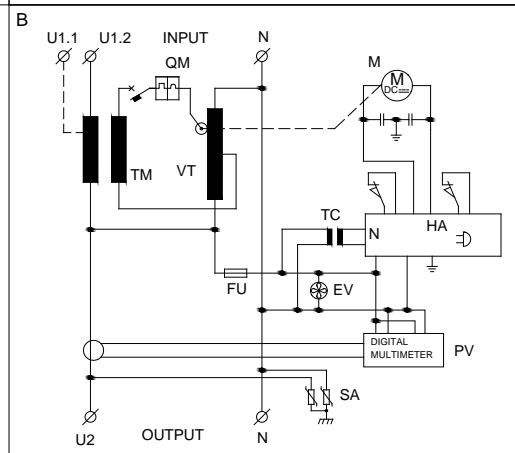 B
U1.1 U1.2 INPUT N
QM
M
M
DC
TM
VT
TC
N
HA
FU
EV
DIGITAL
MULTIMETER
PV
SA
U2 OUTPUT N